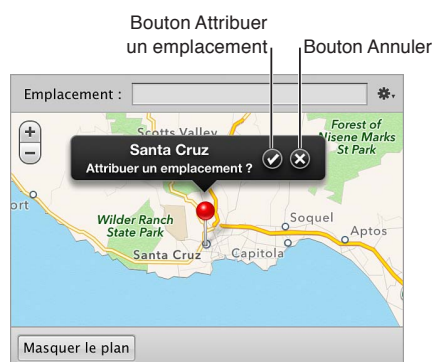 Bouton Attribuer
un emplacement
Bouton Annuler
Emplacement :
Scotts Valley
Forest of
Nisene Marks
St Park
Santa Cruz
Attribuer un emplacement ?
ort
Wilder Ranch
State Park
Soquel
Aptos
Santa Cruz
Capitola
Masquer le plan